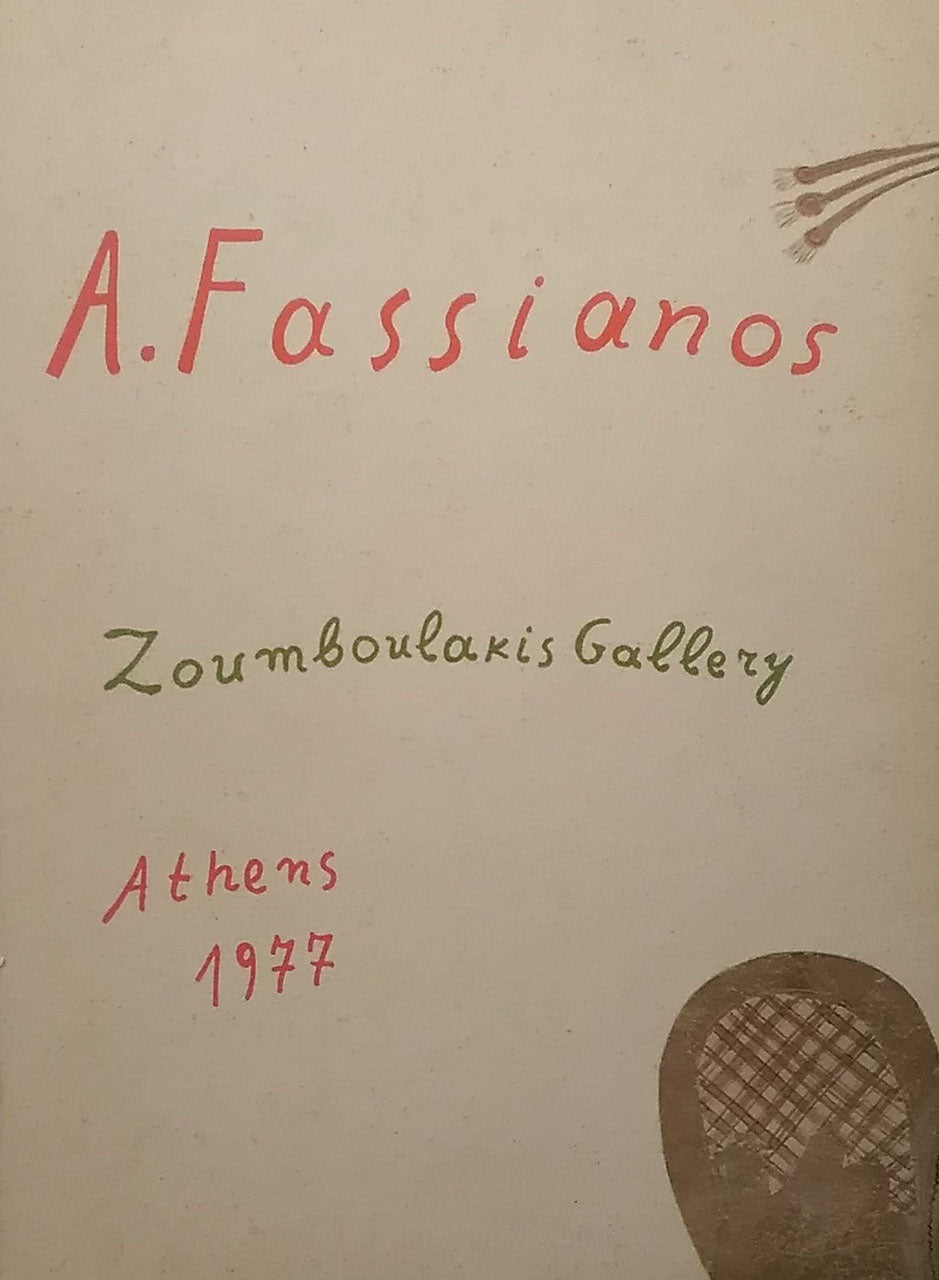 A. Fassianos
Zoumboulakis Gallery
Athens
1977